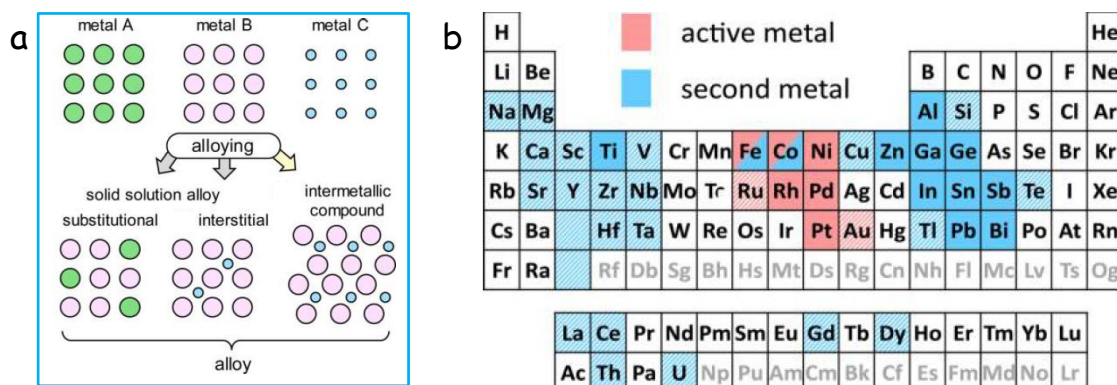 a
metal A metal B metal C
alloying
solid solution alloy
substitutional interstitial
intermetallic
compound
alloy
b
active metal
second metal
H He
Li Be B C N O F Ne
Na Mg Al Si P S Cl Ar
K Ca Sc Ti V Cr Mn Fe Co Ni Cu Zn Ga Ge As Se Br Kr
Rb Sr Y Zr Nb Mo Tc Ru Rh Pd Ag Cd In Sn Sb Te I Xe
Cs Ba Hf Ta W Re Os Ir Pt Au Hg Tl Pb Bi Po At Rn
Fr Ra Rf Db Sg Bh Hs Mt Ds Rg Cn Nh Fl Mc Lv Ts Og
La Ce Pr Nd Pm Sm Eu Gd Tb Dy Ho Er Tm Yb Lu
Ac Th Pa U Np Pu Am Cm Bk Cf Es Fm Md No Lr